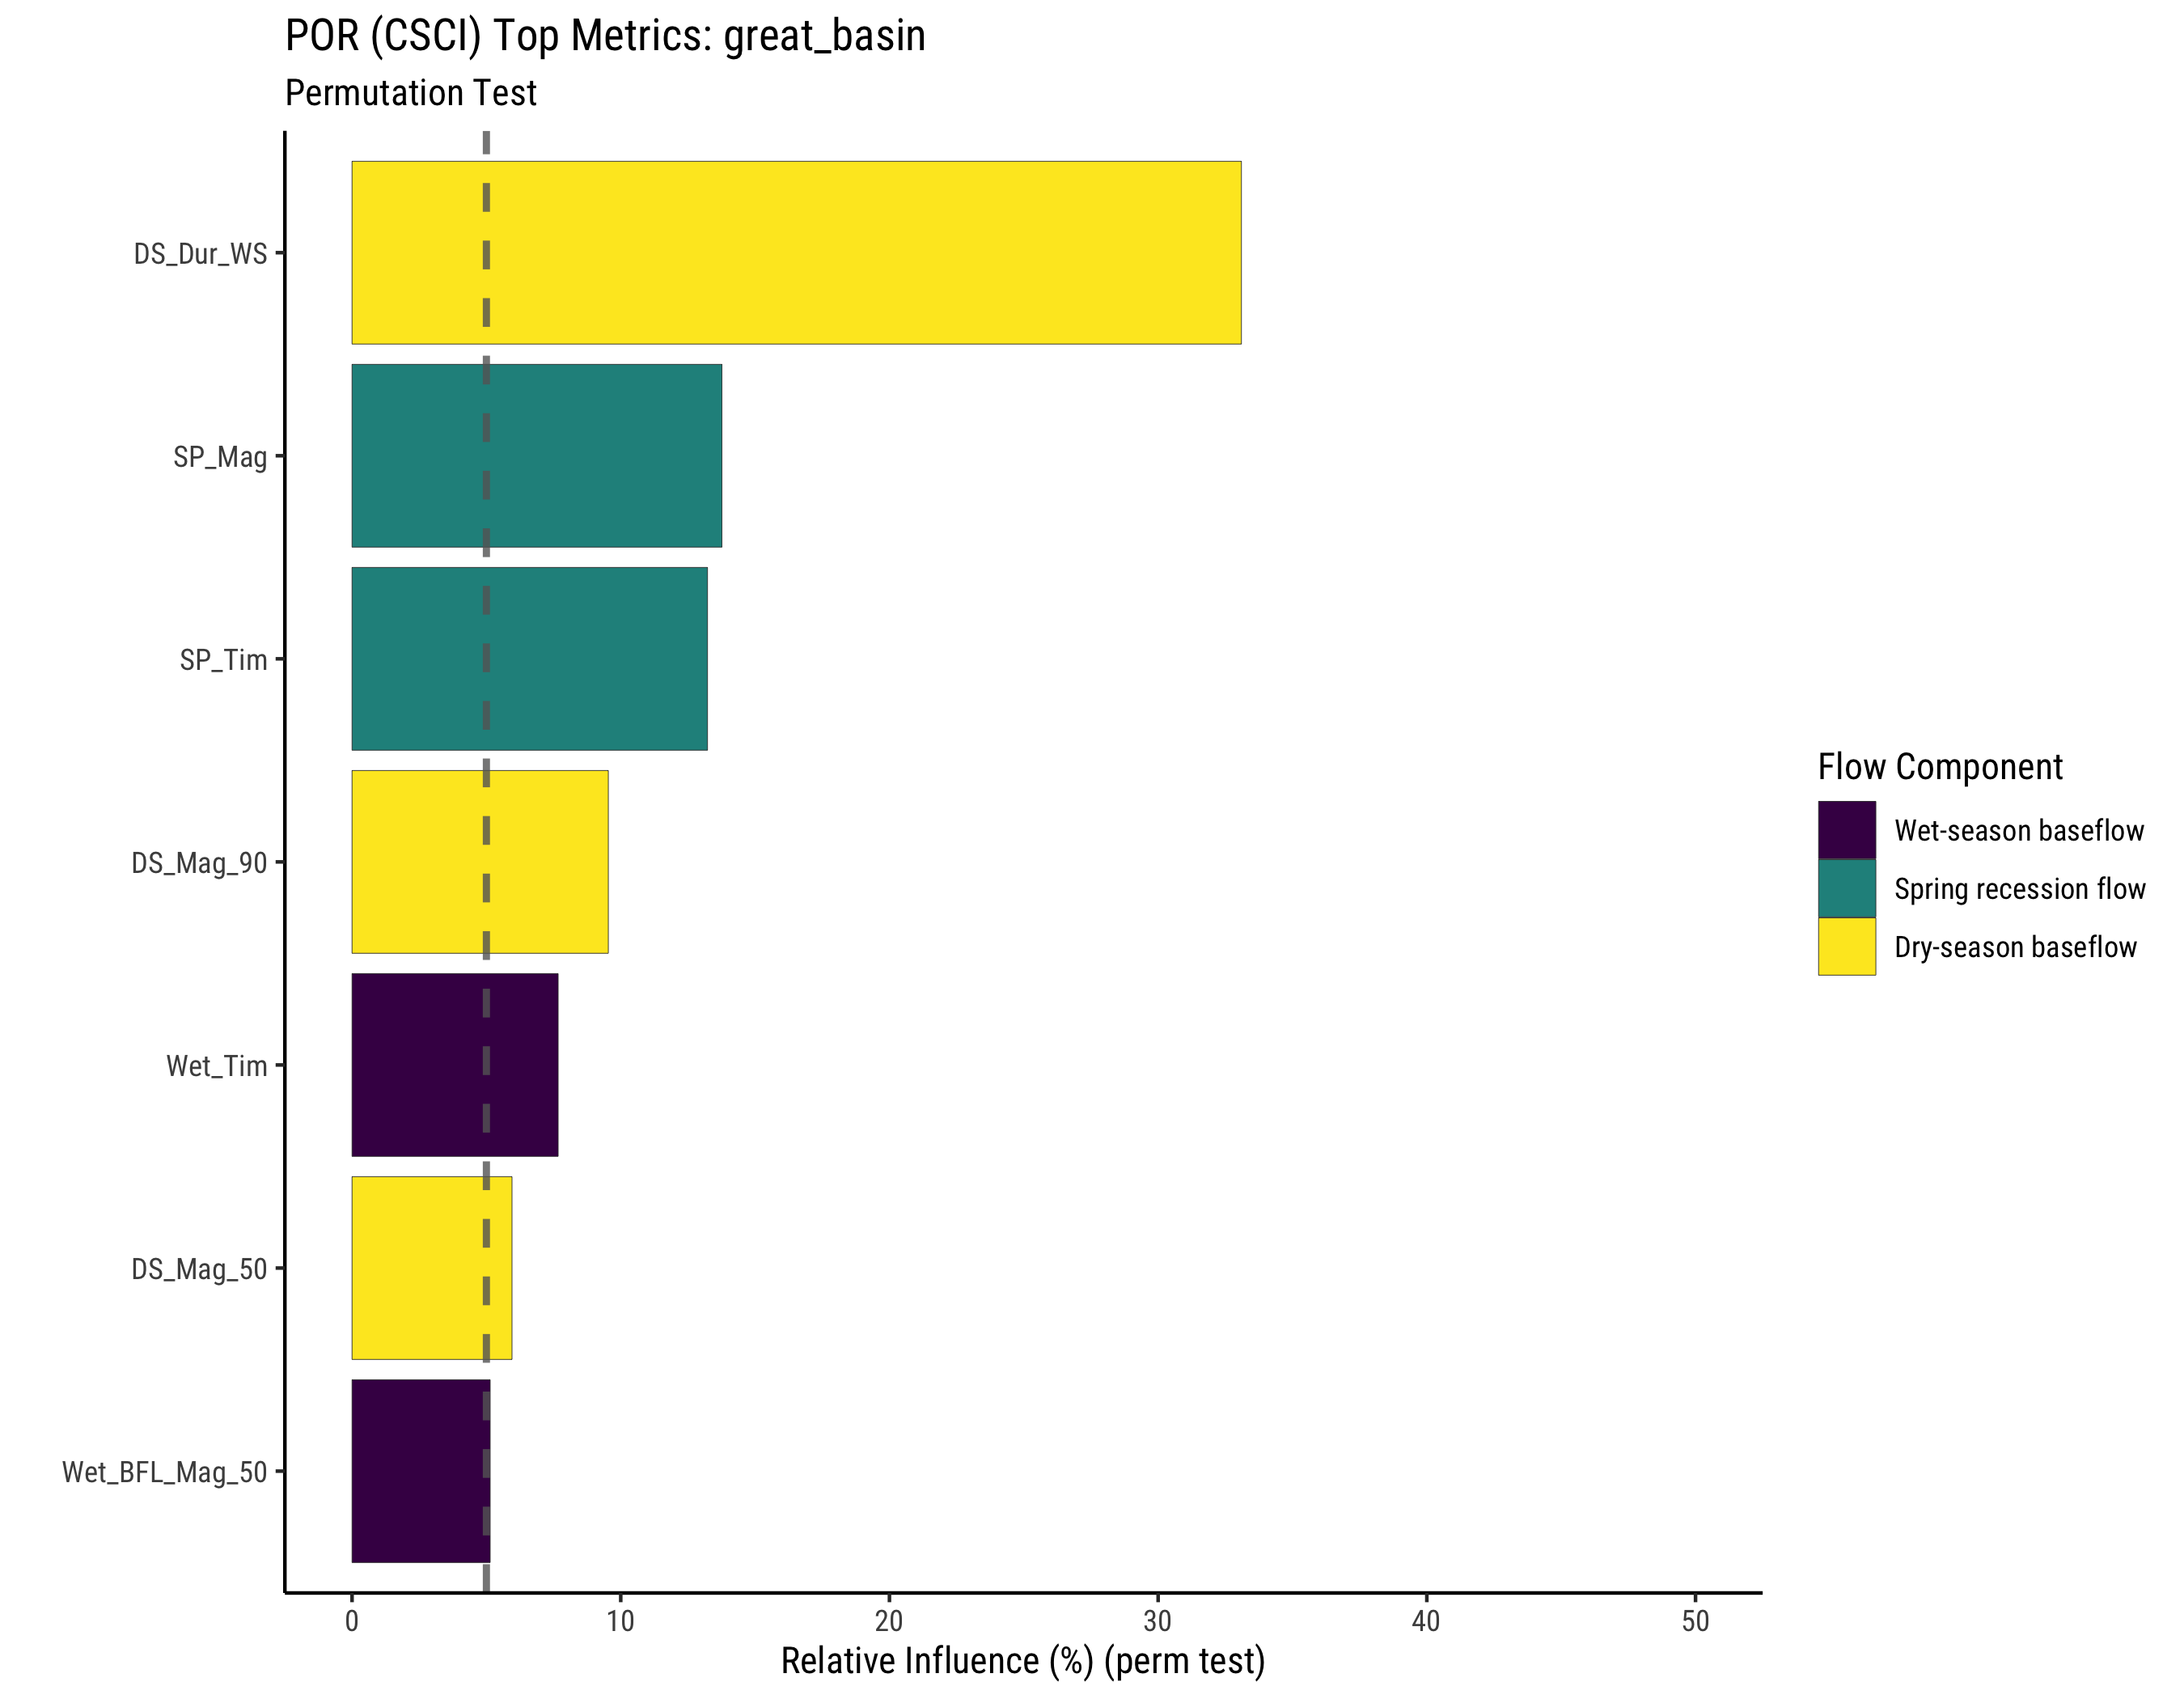 POR (CSCI) Top Metrics: great_basin
Permutation Test
DS_Dur_WS
SP_Mag
SP_Tim
DS_Mag_90
Wet_Tim
DS_Mag_50
Wet_BFL_Mag_50
0 10 20 30 40 50
Relative Influence (%) (perm test)
Flow Component
Wet-season baseflow
Spring recession flow
Dry-season baseflow